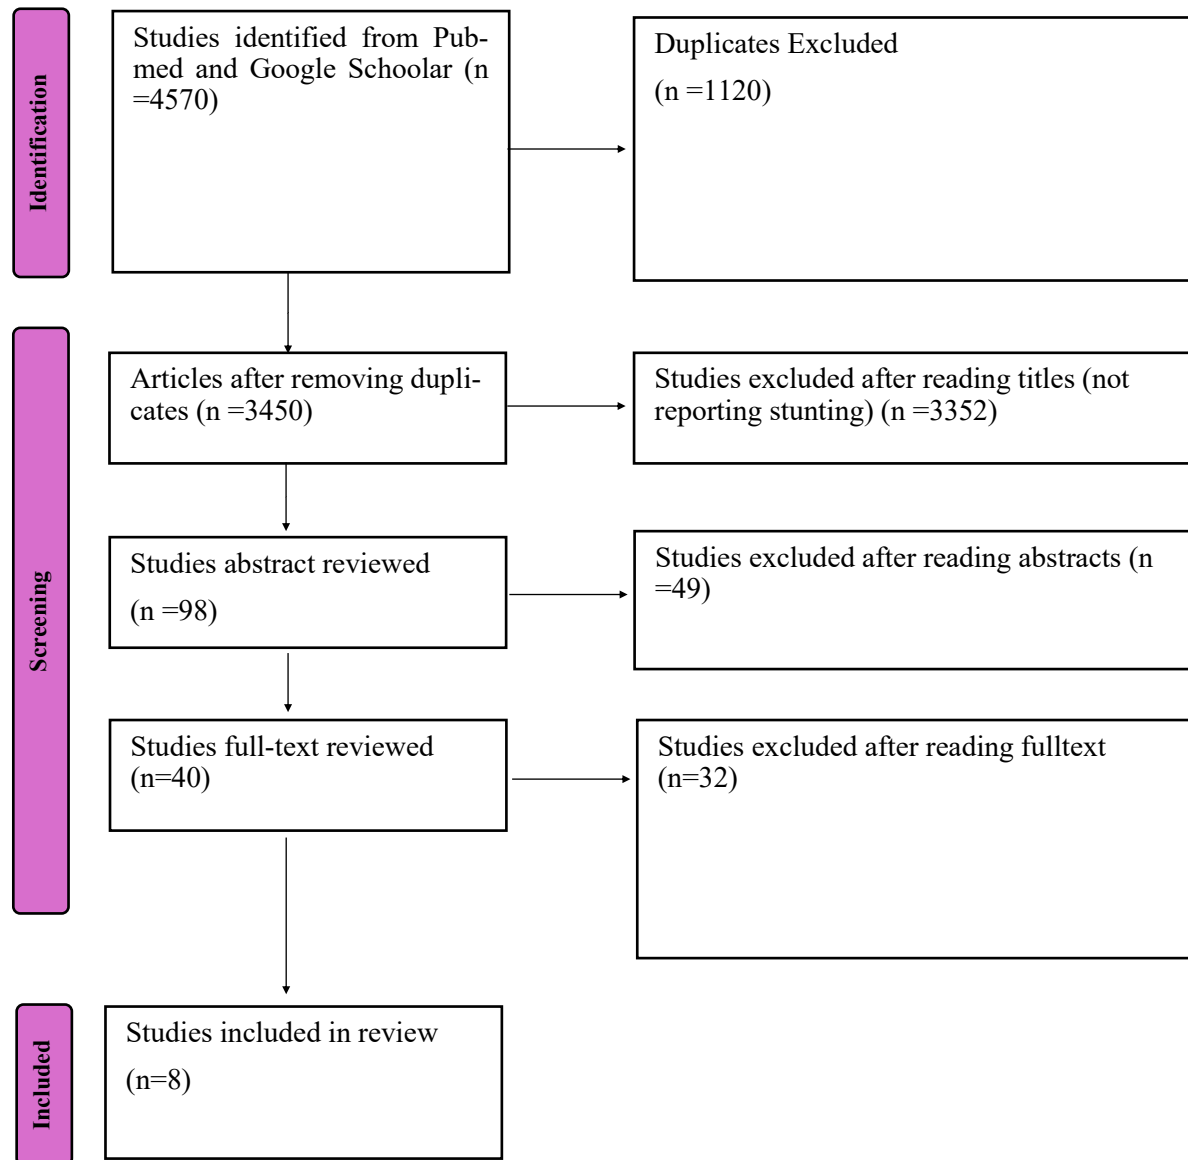 Identification
Studies identified from Pub-
med and Google Schoolar (n
=4570)
Duplicates Excluded
(n =1120)
Screening
Articles after removing dupli-
cates (n =3450)
Studies excluded after reading titles (not
reporting stunting) (n =3352)
Studies abstract reviewed
(n =98)
Studies excluded after reading abstracts (n
=49)
Studies full-text reviewed
(n=40)
Studies excluded after reading fulltext
(n=32)
Included
Studies included in review
(n=8)